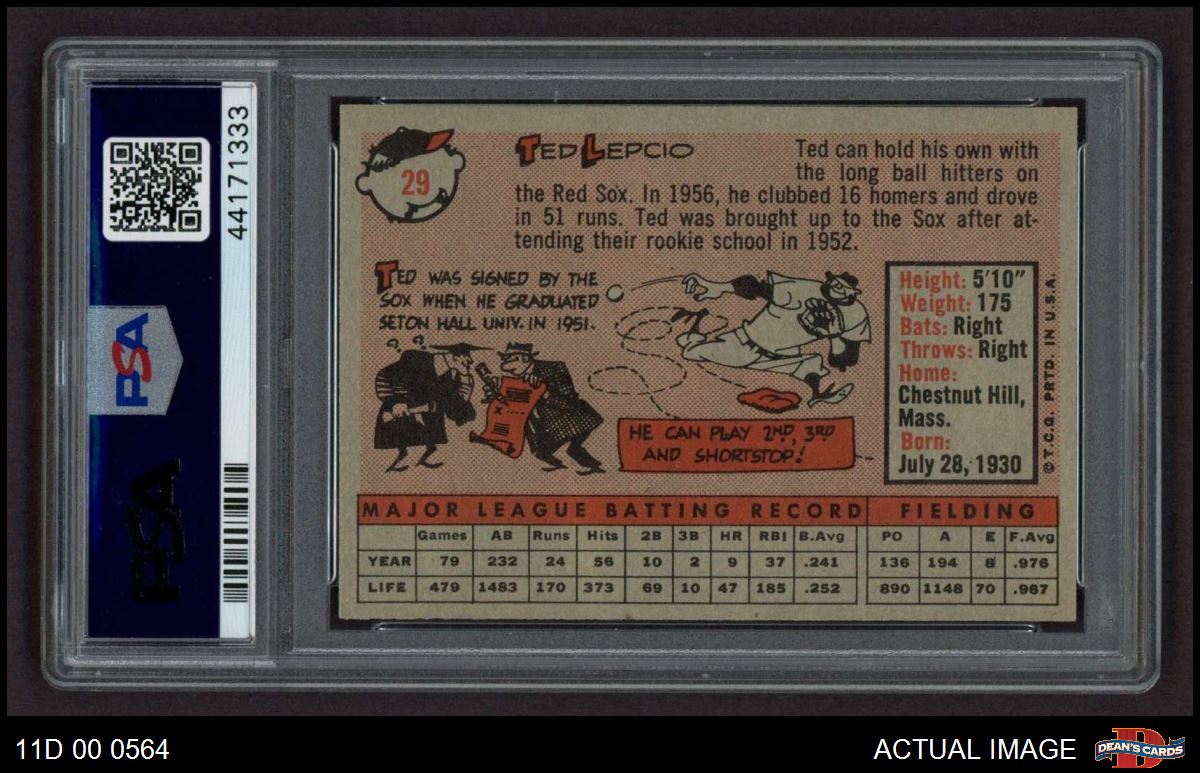 44171333
PSA
PSA
29
TED LEPCIO
Ted can hold his own with
the long ball hitters on
the Red Sox. In 1956, he clubbed 16 homers and drove
in 51 runs. Ted was brought up to the Sox after at-
tending their rookie school in 1952.
TED WAS SIGNED BY THE
SOX WHEN HE GRADUATED
SETON HALL UNIV. IN 1951.
? ?
X
HE CAN PLAY 2ND, 3RD
AND SHORTSTOP!
Height: 5'10"
Weight: 175
Bats: Right
Throws: Right
Home:
Chestnut Hill,
Mass.
Born:
July 28, 1930
© T.C.G. PRTD. IN U.S.A.
MAJOR LEAGUE BATTING RECORD FIELDING
Games AB Runs Hits 2B 3B HR RBI B.Avg PO A E F.Avg
YEAR 79 232 24 56 10 2 9 37 .241 136 194 8 .976
LIFE 479 1483 170 373 69 10 47 185 .252 890 1148 70 .967
11D 00 0564
ACTUAL IMAGE
DEAN'S CARDS